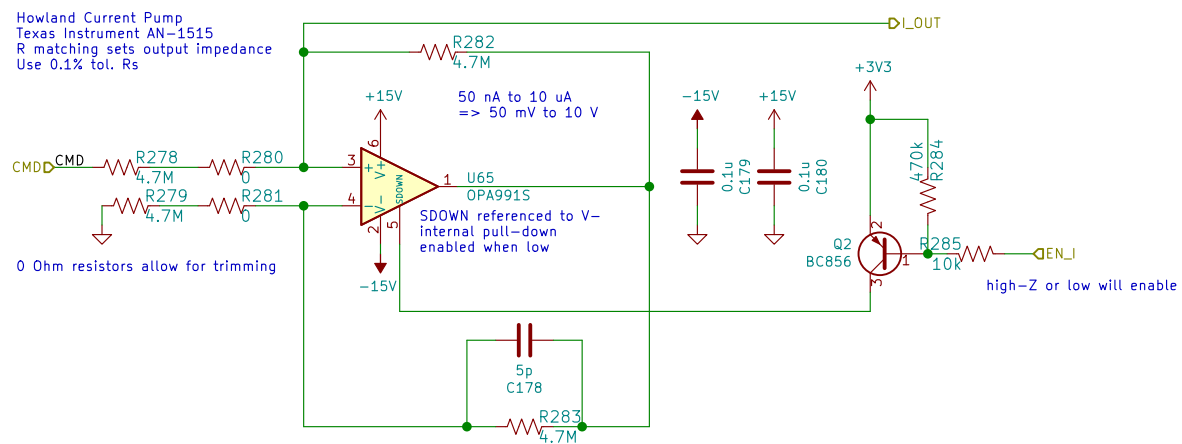 Howland Current Pump
Texas Instrument AN-1515
R matching sets output impedance
Use 0.1% tol. Rs
I_OUT
R282
4.7M
+3V3
50 nA to 10 uA
=> 50 mV to 10 V
+15V
-15V
+15V
CMD
CMD
R278
4.7M
R280
0
R279
4.7M
R281
0
3
4
6
V+
V-
SDOWN
2
5
1
U65
OPA991S
SDOWN referenced to V-
internal pull-down
enabled when low
-15V
0.1u
C179
0.1u
C180
470k
R284
Q2
BC856
2
1
3
R285
10k
EN_I
high-Z or low will enable
0 Ohm resistors allow for trimming
5p
C178
R283
4.7M